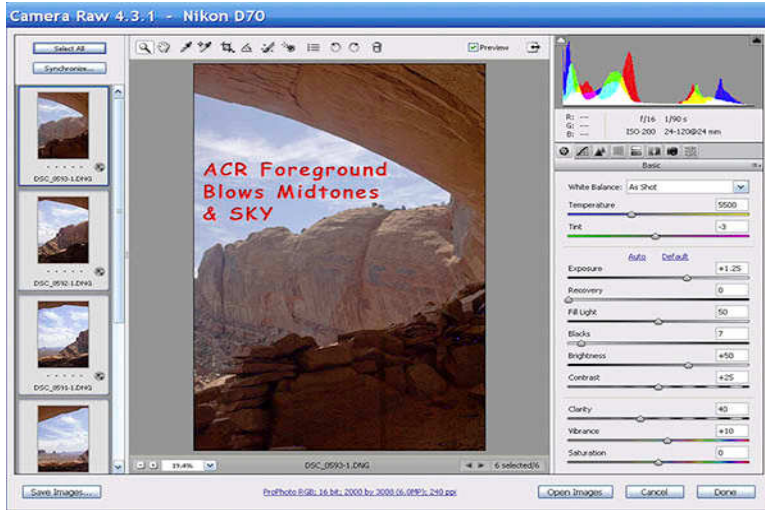 Camera Raw 4.3.1 - Nikon D70
Select All
Synchronize...
Preview
DSC_0593-1.DNG
DSC_0592-1.DNG
DSC_0591-1.DNG
ACR Foreground
Blows Midtones
& SKY
R: ---
G: ---
B: ---
f/16 1/90 s
ISO 200 24-120@24 mm
Basic
White Balance: As Shot
Temperature 5500
Tint -3
Auto Default
Exposure +1.25
Recovery 0
Fill Light 50
Blacks 7
Brightness +50
Contrast +25
Clarity 40
Vibrance +10
Saturation 0
19.4% DSC_0593-1.DNG 6 selected/6
Save Images... ProPhoto RGB; 16 bit; 2000 by 3000 (6.0MP); 240 ppi Open Images Cancel Done